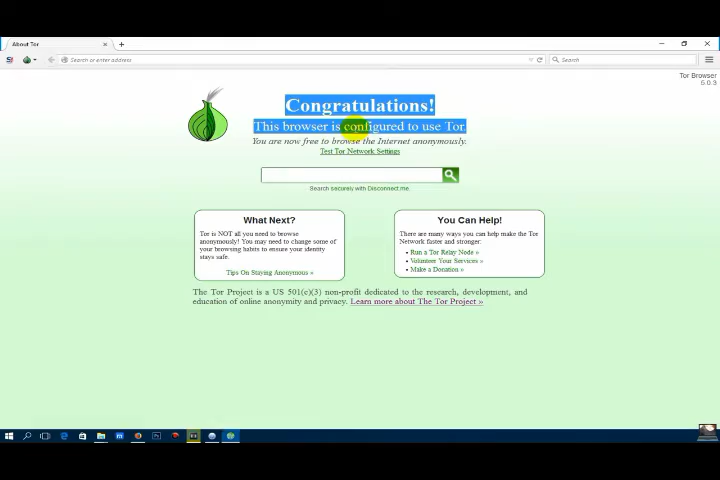 About Tor
Search or enter address
Search
Tor Browser
5.0.3
Congratulations!
This browser is configured to use Tor.
You are now free to browse the Internet anonymously.
Test Tor Network Settings
Search securely with Disconnect.me.
What Next?
Tor is NOT all you need to browse
anonymously! You may need to change some of
your browsing habits to ensure your identity
stays safe.
Tips On Staying Anonymous »
You Can Help!
There are many ways you can help make the Tor
Network faster and stronger:
• Run a Tor Relay Node »
• Volunteer Your Services »
• Make a Donation »
The Tor Project is a US 501(c)(3) non-profit dedicated to the research, development, and
education of online anonymity and privacy. Learn more about The Tor Project »